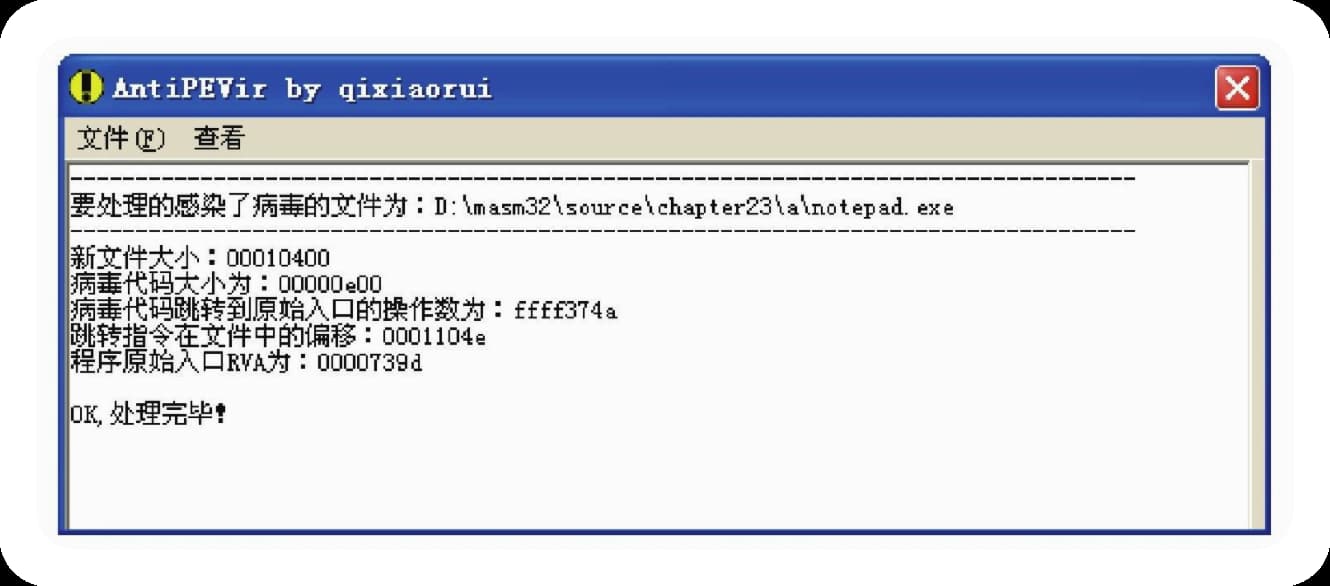 AntiPEVir by qixiaorui
文件(F) 查看
----------------------------------------------------------------------------------
要处理的感染了病毒的文件为：D:\masm32\source\chapter23\a\notepad.exe
----------------------------------------------------------------------------------
新文件大小：00010400
病毒代码大小为：00000e00
病毒代码跳转到原始入口的操作数为：ffff374a
跳转指令在文件中的偏移：0001104e
程序原始入口RVA为：0000739d
OK,处理完毕!